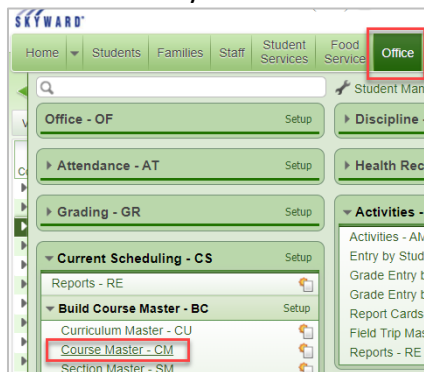 SKYWARD
Home Students Families Staff Student Services Food Service Office
Student Man
Office - OF Setup
Discipline -
Attendance - AT Setup
Health Rec
Grading - GR Setup
Activities -
Activities - AM
Current Scheduling - CS Setup
Entry by Stud
Reports - RE
Grade Entry b
Build Course Master - BC Setup
Grade Entry b
Curriculum Master - CU
Report Cards
Course Master - CM
Field Trip Mas
Section Master - SM
Reports - RE